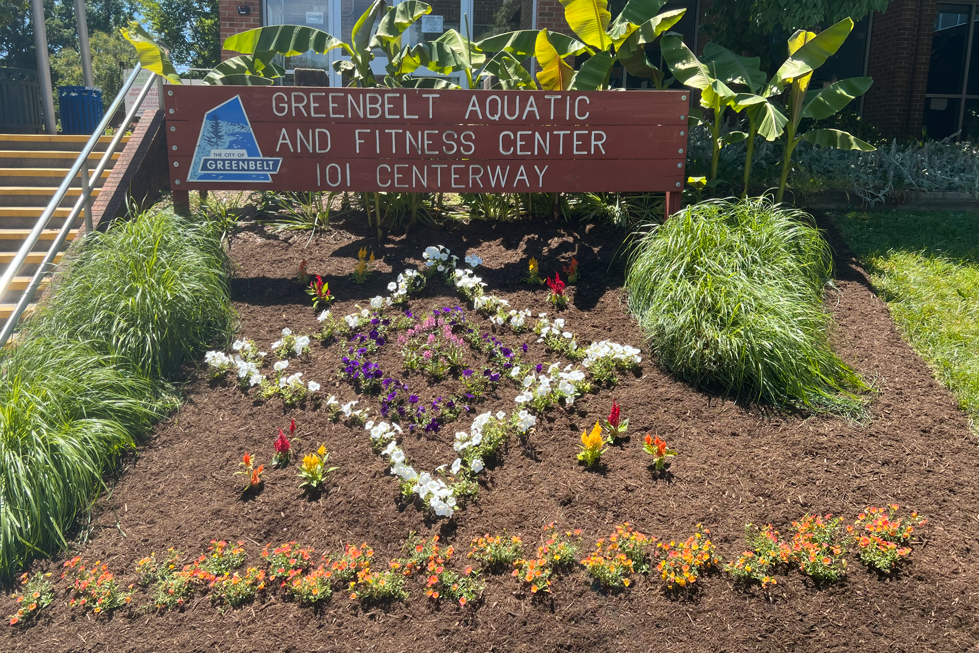 GREENBELT AQUATIC
AND FITNESS CENTER
101 CENTERWAY
THE CITY OF
GREENBELT